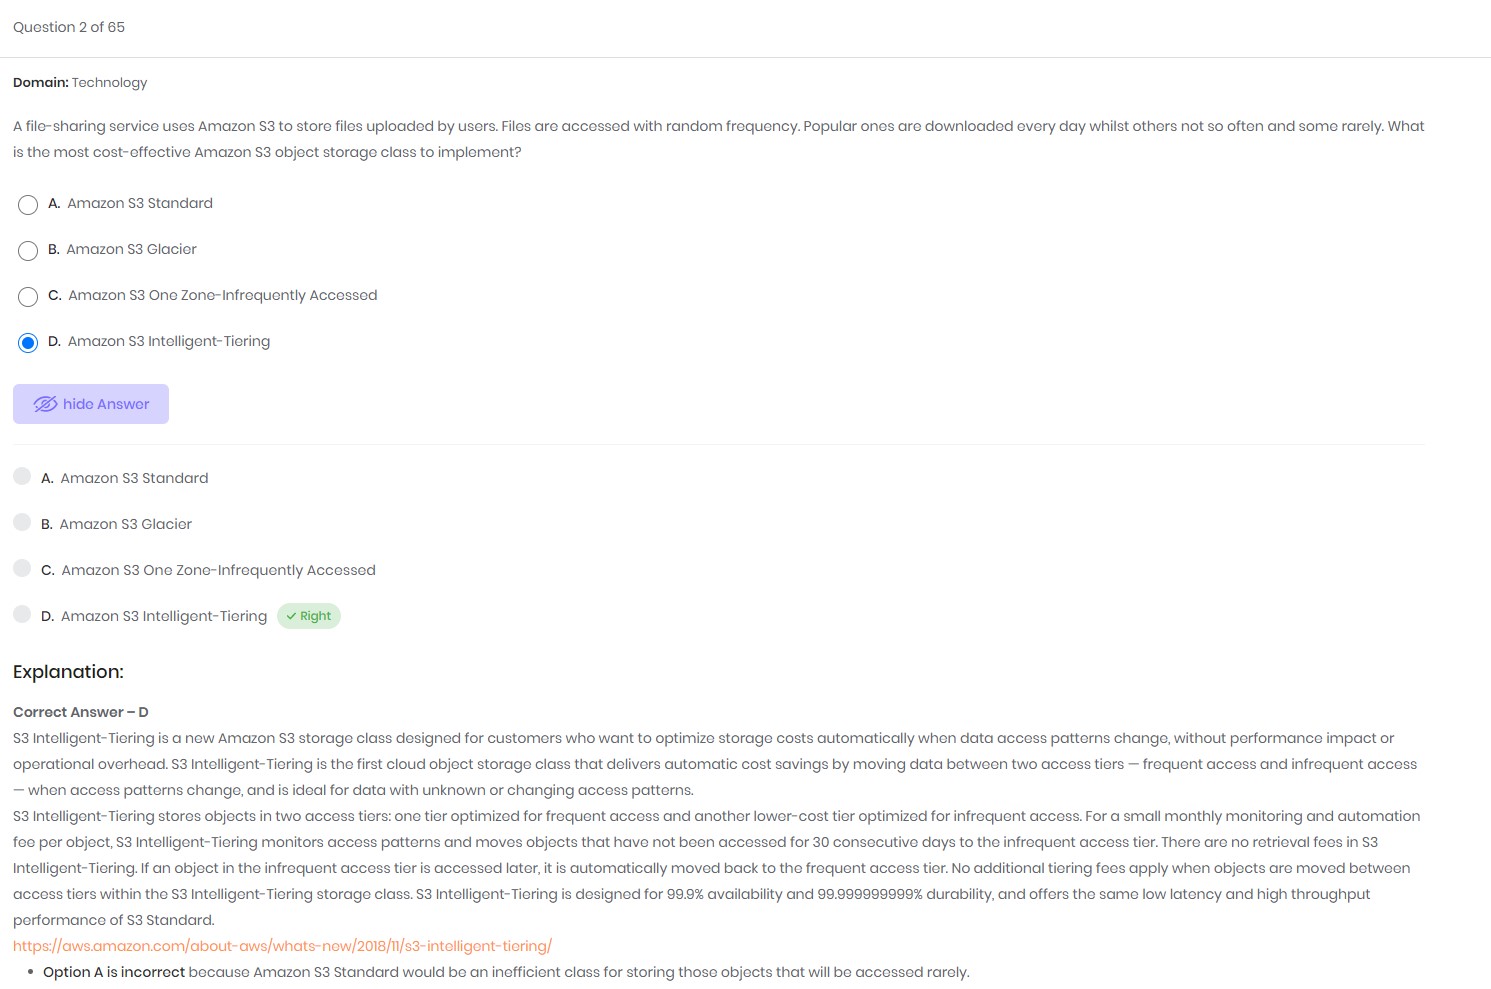 Question 2 of 65
Domain: Technology
A file-sharing service uses Amazon S3 to store files uploaded by users. Files are accessed with random frequency. Popular ones are downloaded every day whilst others not so often and some rarely. What
is the most cost-effective Amazon S3 object storage class to implement?
A. Amazon S3 Standard
B. Amazon S3 Glacier
C. Amazon S3 One Zone-Infrequently Accessed
D. Amazon S3 Intelligent-Tiering
hide Answer
A. Amazon S3 Standard
B. Amazon S3 Glacier
C. Amazon S3 One Zone-Infrequently Accessed
D. Amazon S3 Intelligent-Tiering ✓ Right
Explanation:
Correct Answer – D
S3 Intelligent-Tiering is a new Amazon S3 storage class designed for customers who want to optimize storage costs automatically when data access patterns change, without performance impact or
operational overhead. S3 Intelligent-Tiering is the first cloud object storage class that delivers automatic cost savings by moving data between two access tiers — frequent access and infrequent access
— when access patterns change, and is ideal for data with unknown or changing access patterns.
S3 Intelligent-Tiering stores objects in two access tiers: one tier optimized for frequent access and another lower-cost tier optimized for infrequent access. For a small monthly monitoring and automation
fee per object, S3 Intelligent-Tiering monitors access patterns and moves objects that have not been accessed for 30 consecutive days to the infrequent access tier. There are no retrieval fees in S3
Intelligent-Tiering. If an object in the infrequent access tier is accessed later, it is automatically moved back to the frequent access tier. No additional tiering fees apply when objects are moved between
access tiers within the S3 Intelligent-Tiering storage class. S3 Intelligent-Tiering is designed for 99.9% availability and 99.999999999% durability, and offers the same low latency and high throughput
performance of S3 Standard.
https://aws.amazon.com/about-aws/whats-new/2018/11/s3-intelligent-tiering/
• Option A is incorrect because Amazon S3 Standard would be an inefficient class for storing those objects that will be accessed rarely.